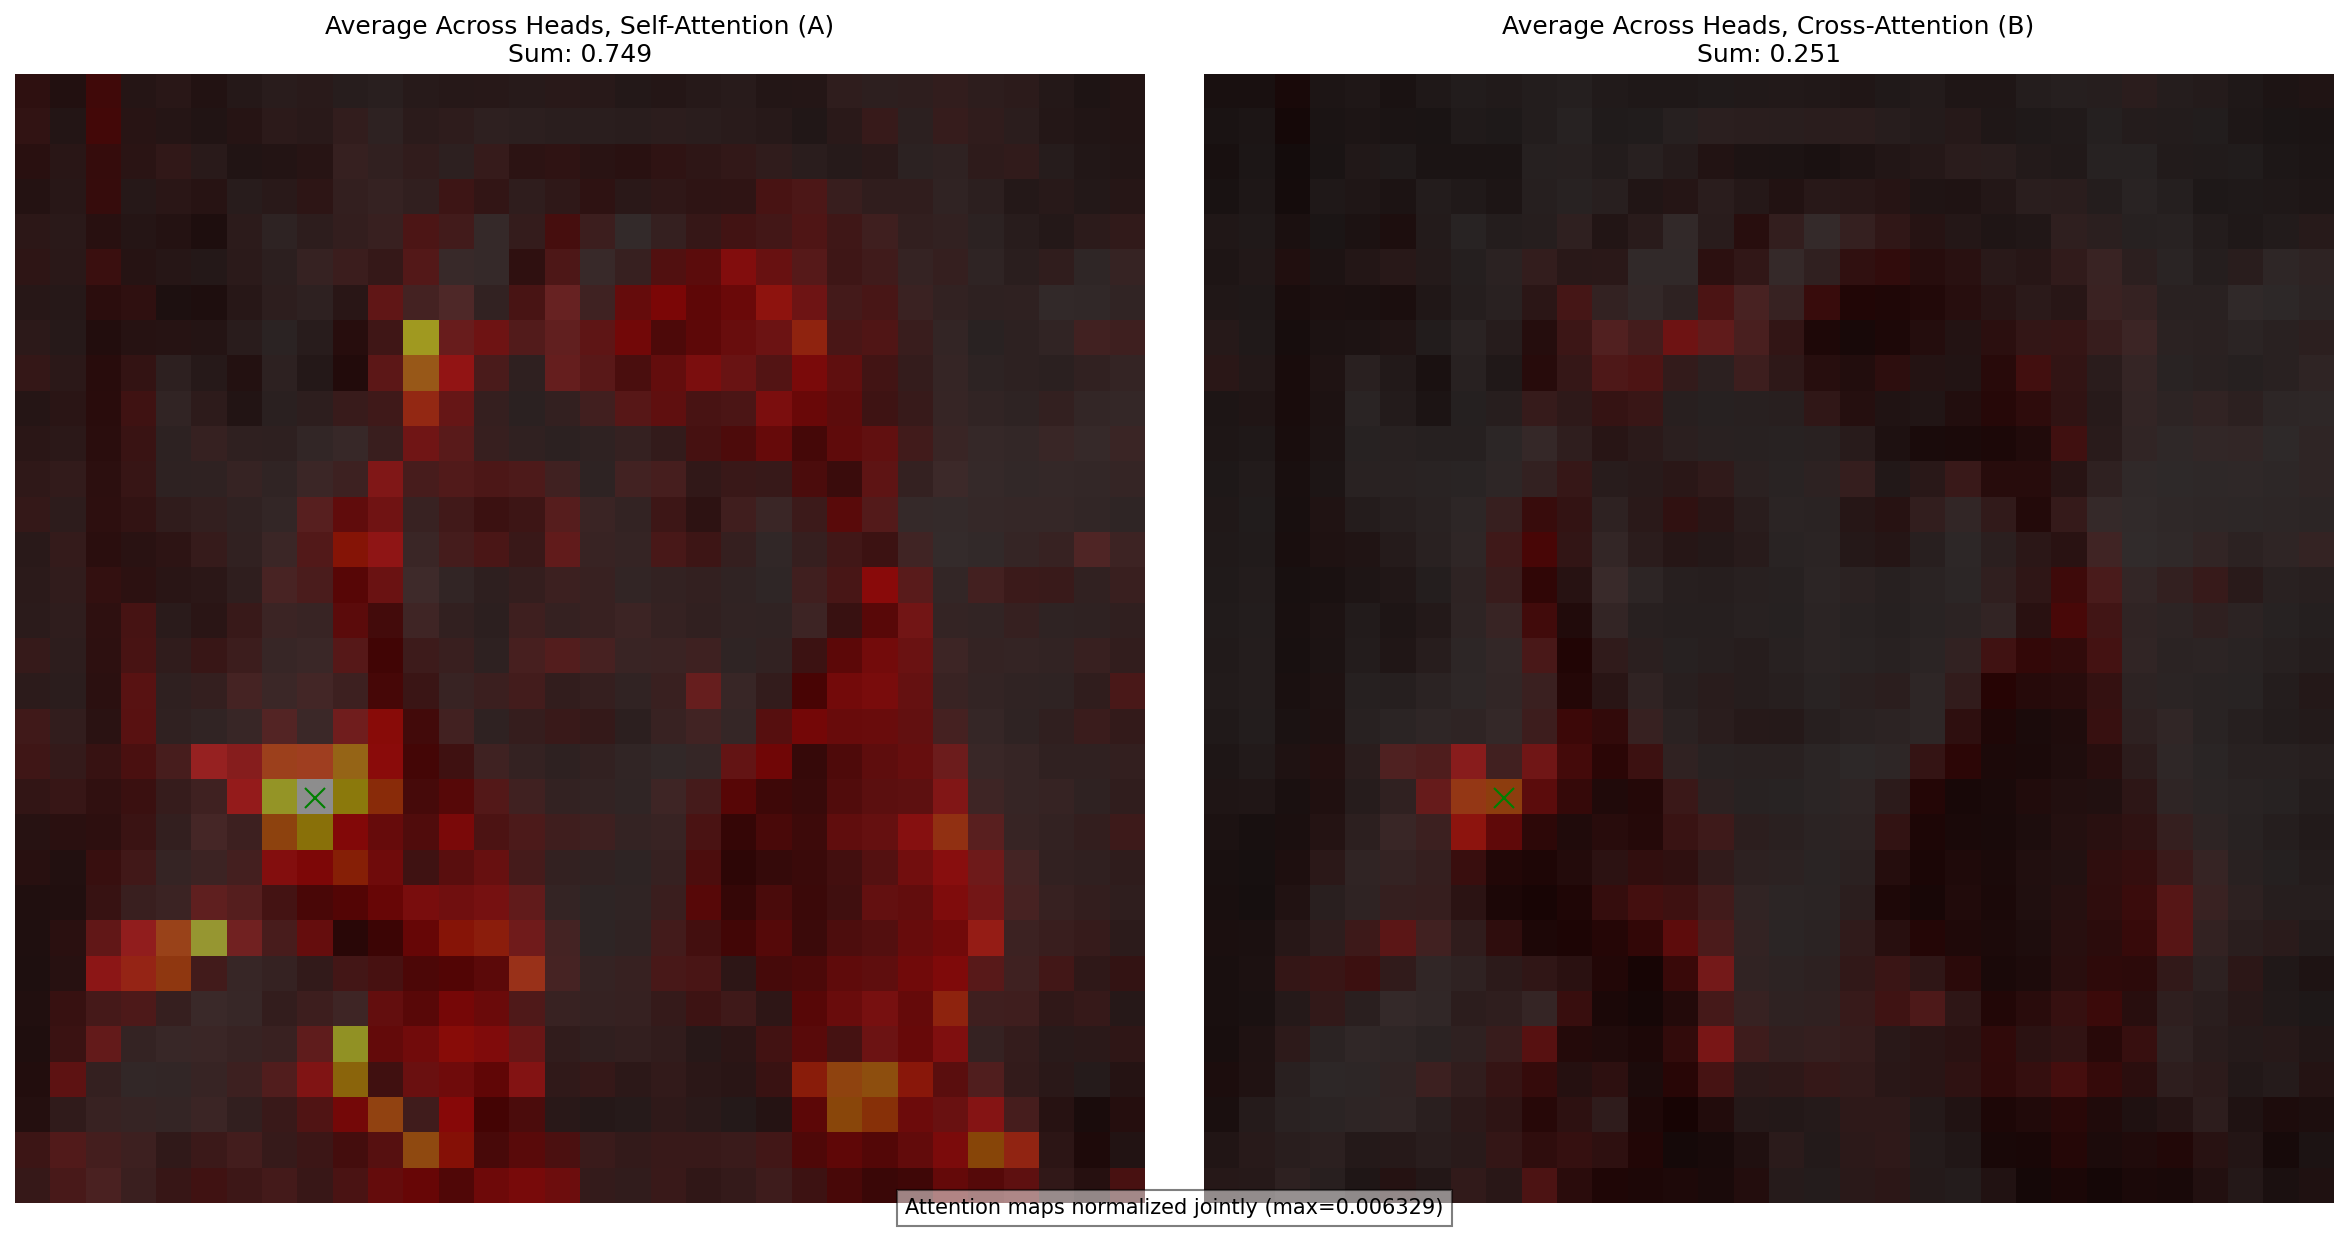 Average Across Heads, Self-Attention (A)
Sum: 0.749
Average Across Heads, Cross-Attention (B)
Sum: 0.251
Attention maps normalized jointly (max=0.006329)